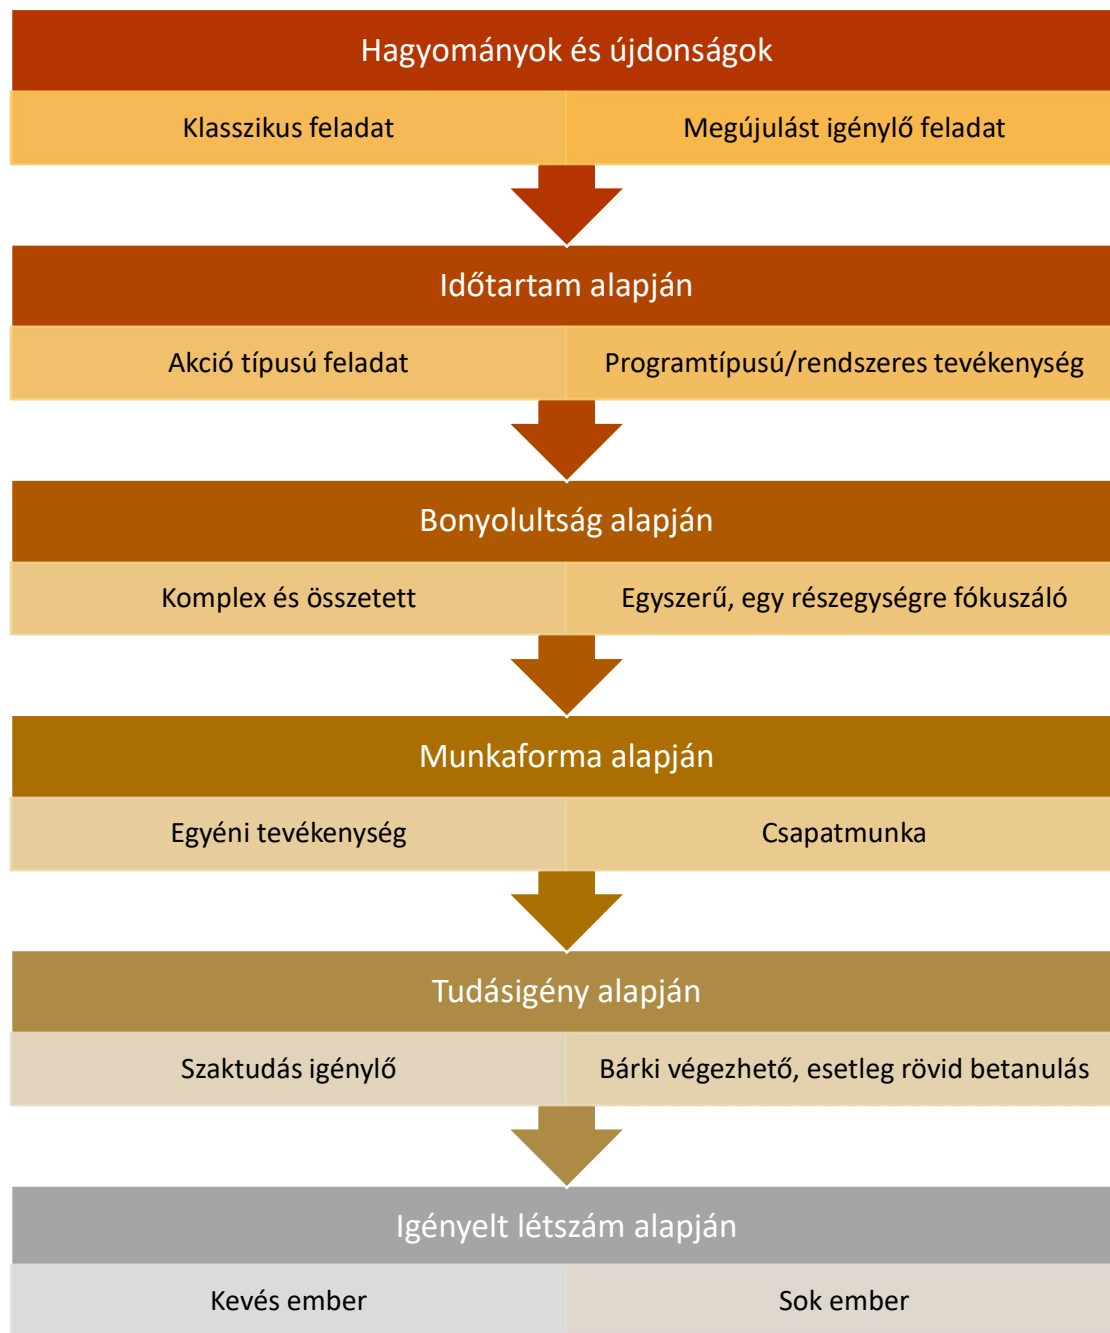 Hagyományok és újdonságok
Klasszikus feladat
Megújulást igénylő feladat
Időtartam alapján
Akció típusú feladat
Programtípusú/rendszeres tevékenység
Bonyolultság alapján
Komplex és összetett
Egyszerű, egy részegységre fókuszáló
Munkaforma alapján
Egyéni tevékenység
Csapatmunka
Tudásigény alapján
Szaktudás igénylő
Bárki végezhető, esetleg rövid betanulás
Igényelt létszám alapján
Kevés ember
Sok ember